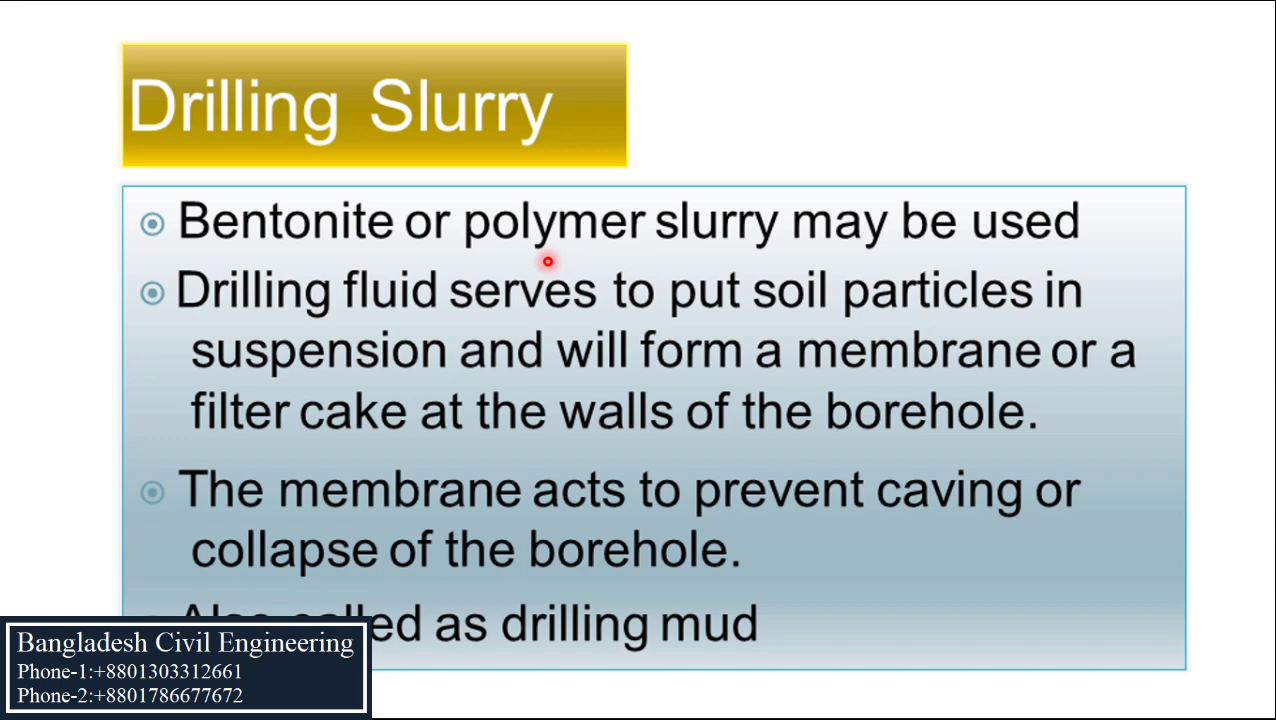 Drilling Slurry
Bentonite or polymer slurry may be used
Drilling fluid serves to put soil particles in
suspension and will form a membrane or a
filter cake at the walls of the borehole.
The membrane acts to prevent caving or
collapse of the borehole.
Also called as drilling mud
Bangladesh Civil Engineering
Phone-1:+8801303312661
Phone-2:+8801786677672